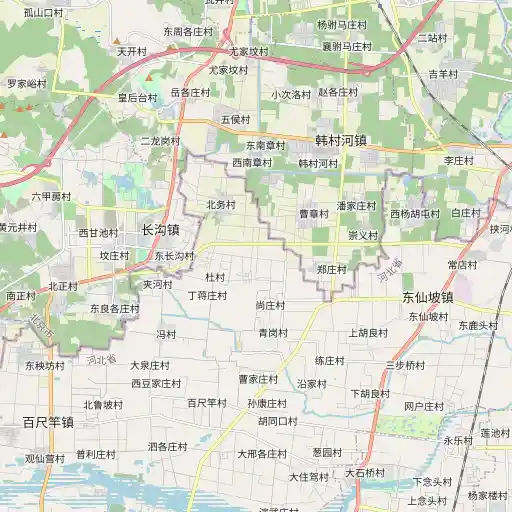 孤山口村
瓦井村
杨驸马庄村
二站村
东周各庄村
襄驸马庄村
天开村
尤家坟村
尤家坟村
吉羊村
罗家峪村
岳各庄村
皇后台村
小次洛村
赵各庄村
五侯村
二龙岗村
东南章村
韩村河镇
西南章村
韩村河村
李庄村
六甲房村
北务村
曹章村
潘家庄村
西杨胡屯村
白庄村
黄元井村
西甘池村
长沟镇
崇义村
挟河
坟庄村
东长沟村
郑庄村
河北省
常店村
北正村
夹河村
杜村
南正村
丁蒋庄村
东仙坡镇
东良各庄村
尚庄村
东仙坡村
北京市
冯村
青岗村
上胡良村
东鹿头村
河北省
东秧坊村
大泉庄村
练庄村
三步桥村
西豆家庄村
曹家庄村
沿家村
下胡良村
北鲁坡村
百尺竿村
孙康庄村
网户庄村
百尺竿镇
胡同口村
莲池村
永乐村
观仙营村
普利庄村
泗各庄村
大邢各庄村
葱园村
大住驾村
大石桥村
下念头村
上念头村
杨家楼村